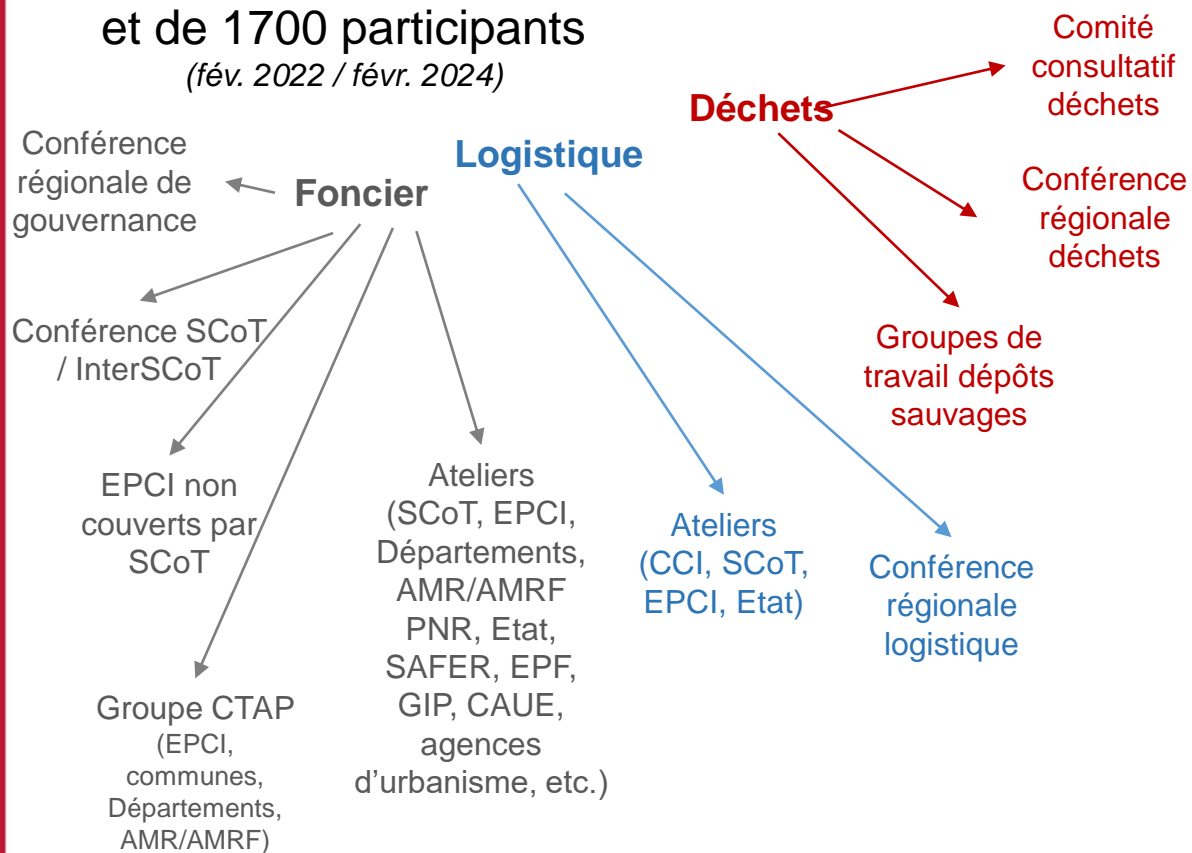 et de 1700 participants
(fév. 2022 / févr. 2024)
Foncier
Conférence
régionale de
gouvernance
Conférence SCoT
/ InterSCoT
EPCI non
couverts par
SCoT
Groupe CTAP
(EPCI,
communes,
Départements,
AMR/AMRF)
Ateliers
(SCoT, EPCI,
Départements,
AMR/AMRF
PNR, Etat,
SAFER, EPF,
GIP, CAUE,
agences
d’urbanisme, etc.)
Logistique
Ateliers
(CCI, SCoT,
EPCI, Etat)
Conférence
régionale
logistique
Déchets
Comité
consultatif
déchets
Conférence
régionale
déchets
Groupes de
travail dépôts
sauvages